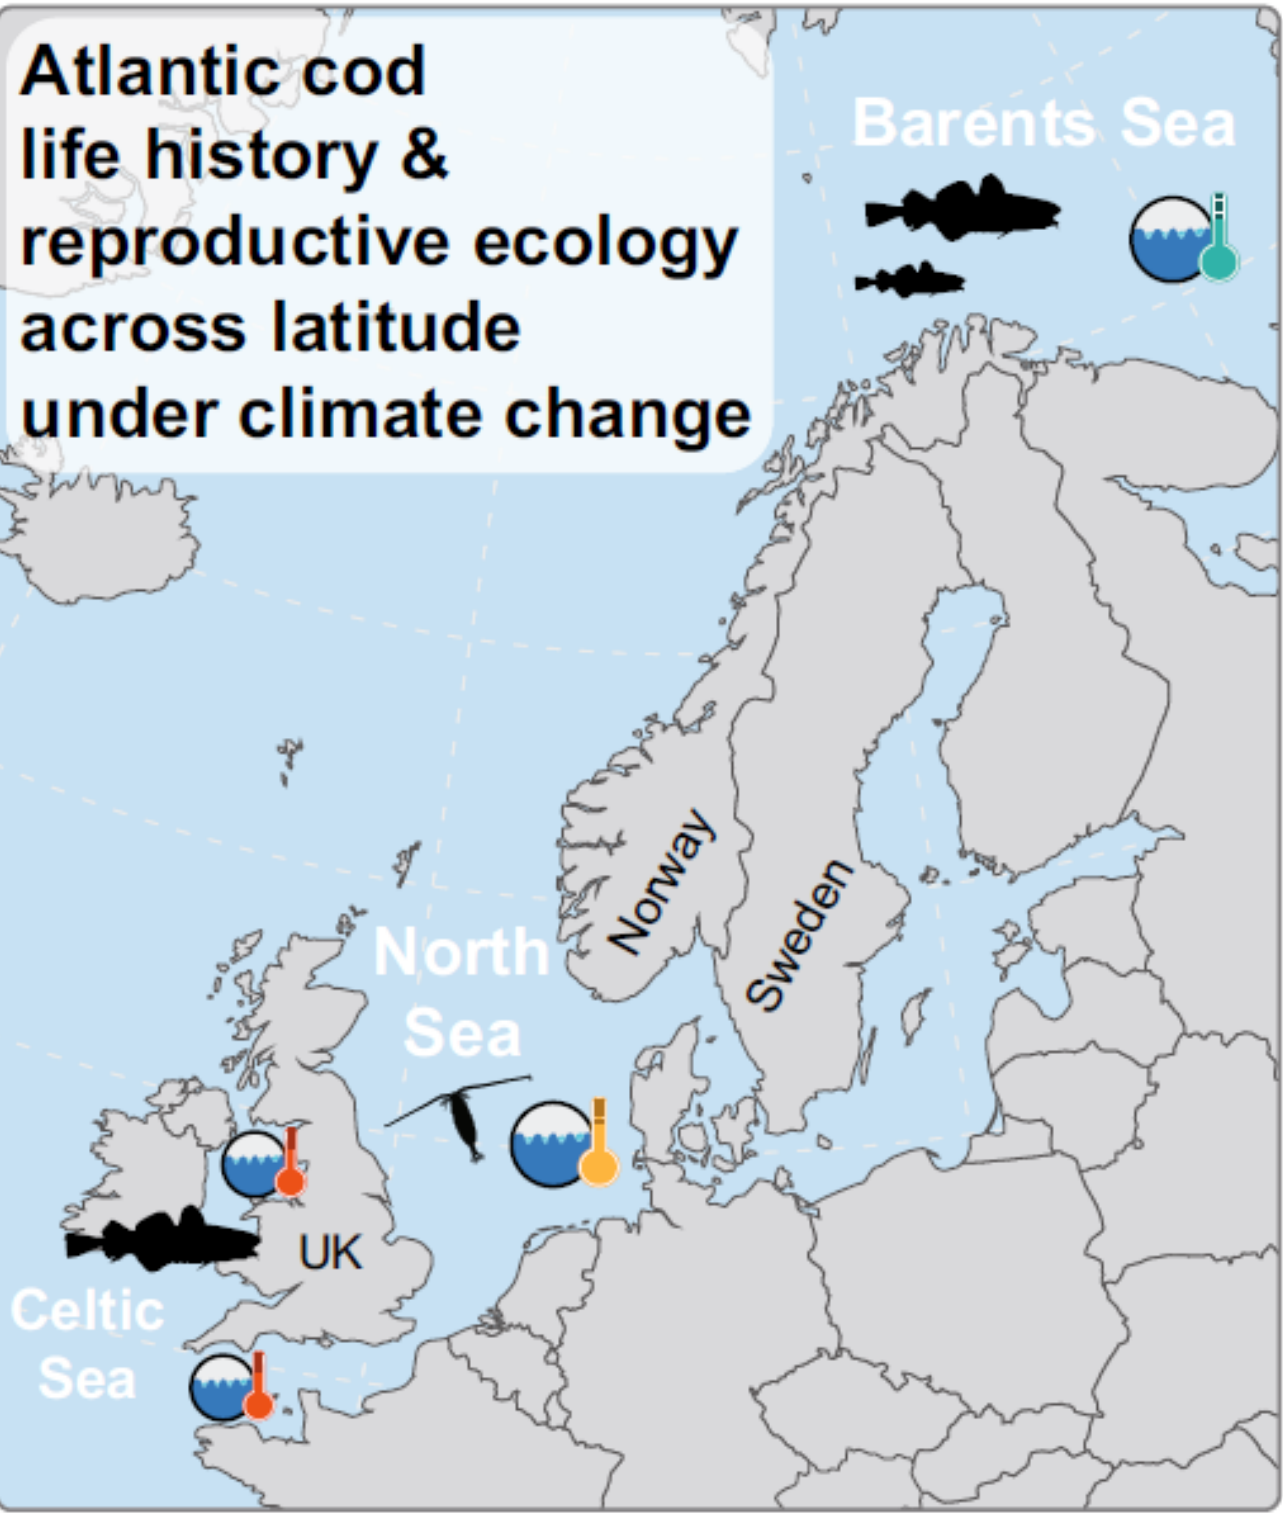 Atlantic cod
life history &
reproductive ecology
across latitude
under climate change
Barents Sea
Norway
Sweden
North
Sea
UK
Celtic
Sea